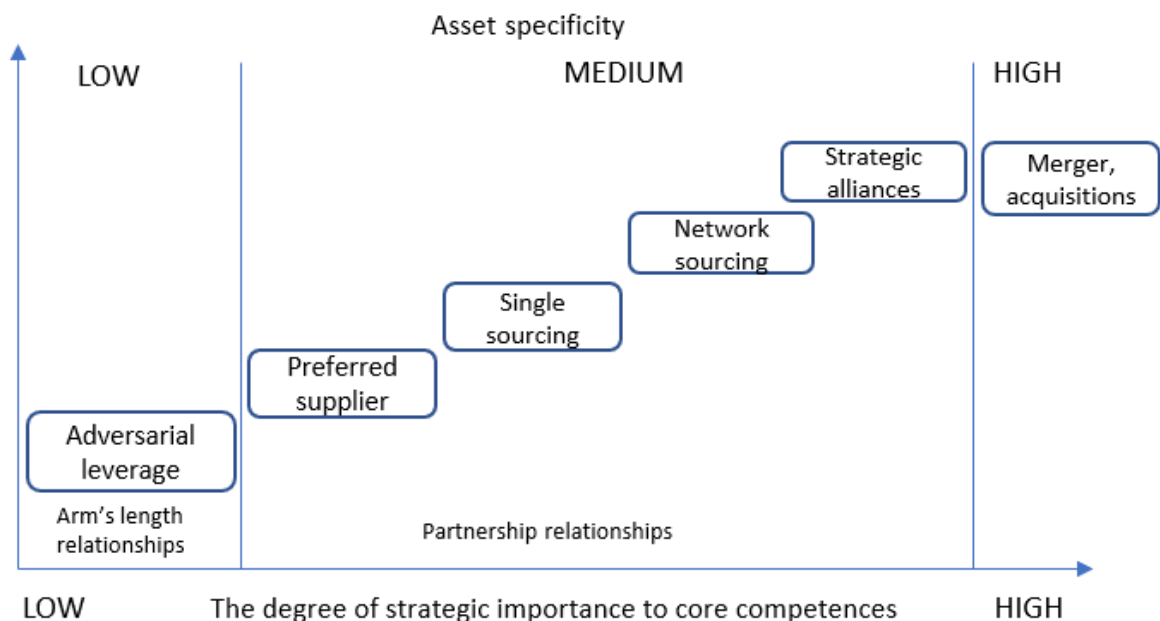 Asset specificity
LOW
MEDIUM
HIGH
Strategic
alliances
Merger,
acquisitions
Network
sourcing
Single
sourcing
Preferred
supplier
Adversarial
leverage
Arm's length
relationships
Partnership relationships
LOW
The degree of strategic importance to core competences
HIGH